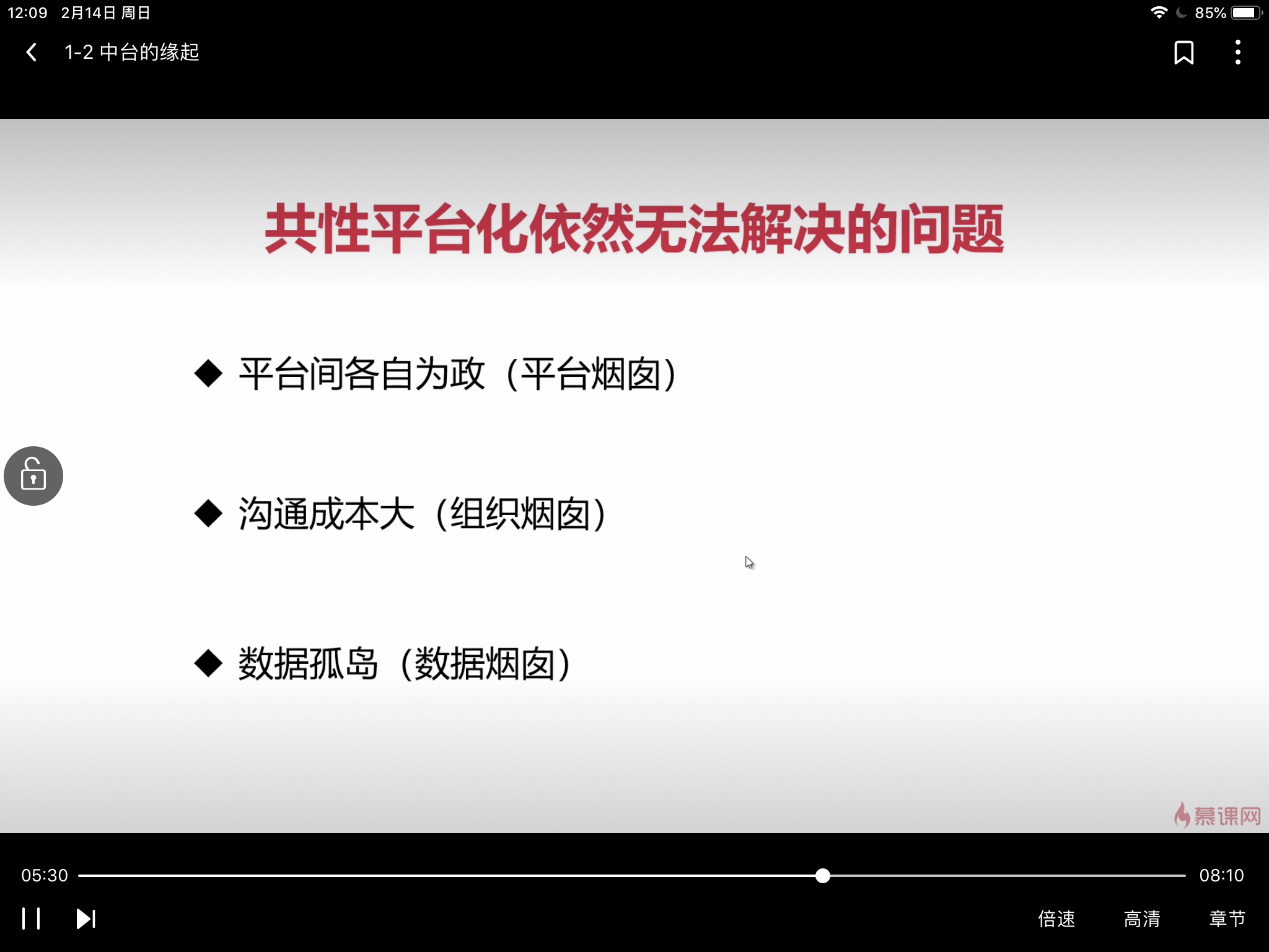 12:09 2月14日 周日 85%
1-2 中台的缘起
共性平台化依然无法解决的问题
◆ 平台间各自为政（平台烟囱）
◆ 沟通成本大（组织烟囱）
◆ 数据孤岛（数据烟囱）
慕课网
05:30 08:10
倍速 高清 章节